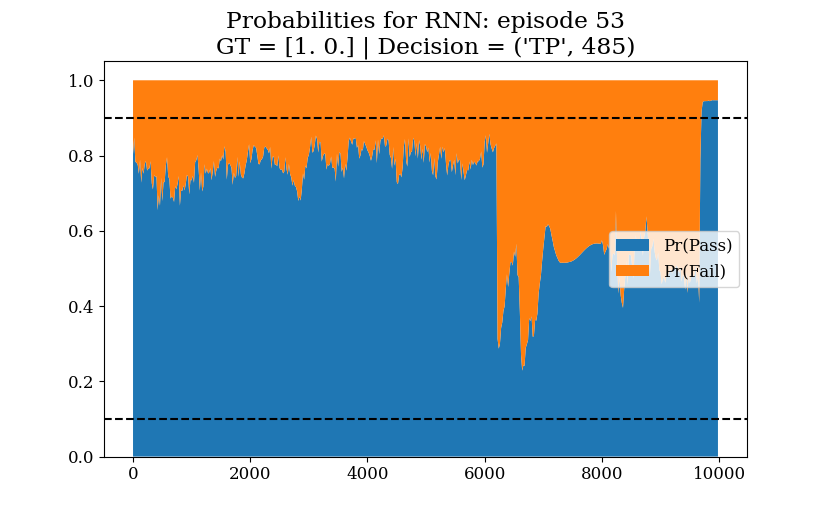 Probabilities for RNN: episode 53
GT = [1. 0.] | Decision = ('TP', 485)
1.0
0.8
0.6
0.4
0.2
0.0
Pr(Pass)
Pr(Fail)
0 2000 4000 6000 8000 10000